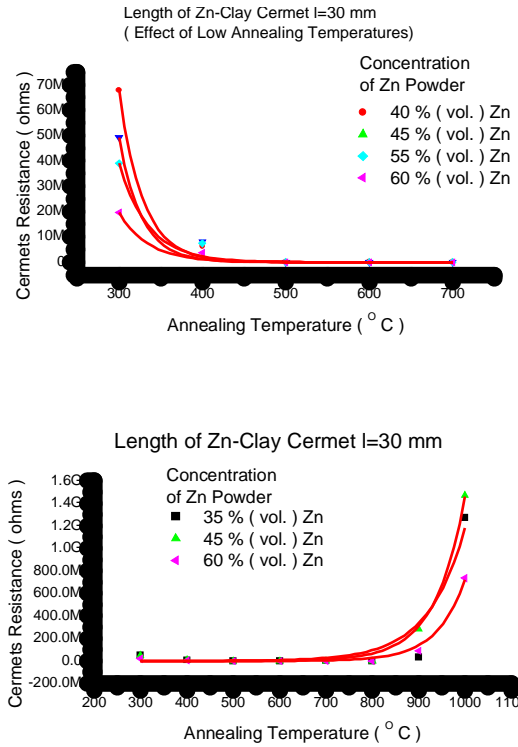 Length of Zn-Clay Cermet l=30 mm
( Effect of Low Annealing Temperatures)
Concentration
of Zn Powder
40 % ( vol. ) Zn
45 % ( vol. ) Zn
55 % ( vol. ) Zn
60 % ( vol. ) Zn
Cermets Resistance ( ohms )
70M
60M
50M
40M
30M
20M
10M
0
300 400 500 600 700
Annealing Temperature ( O C )
Length of Zn-Clay Cermet l=30 mm
Concentration
of Zn Powder
35 % ( vol. ) Zn
45 % ( vol. ) Zn
60 % ( vol. ) Zn
Cermets Resistance ( ohms )
1.6G
1.4G
1.2G
1.0G
800.0M
600.0M
400.0M
200.0M
0.0
-200.0M
200 300 400 500 600 700 800 900 1000 1100
Annealing Temperature ( O C )